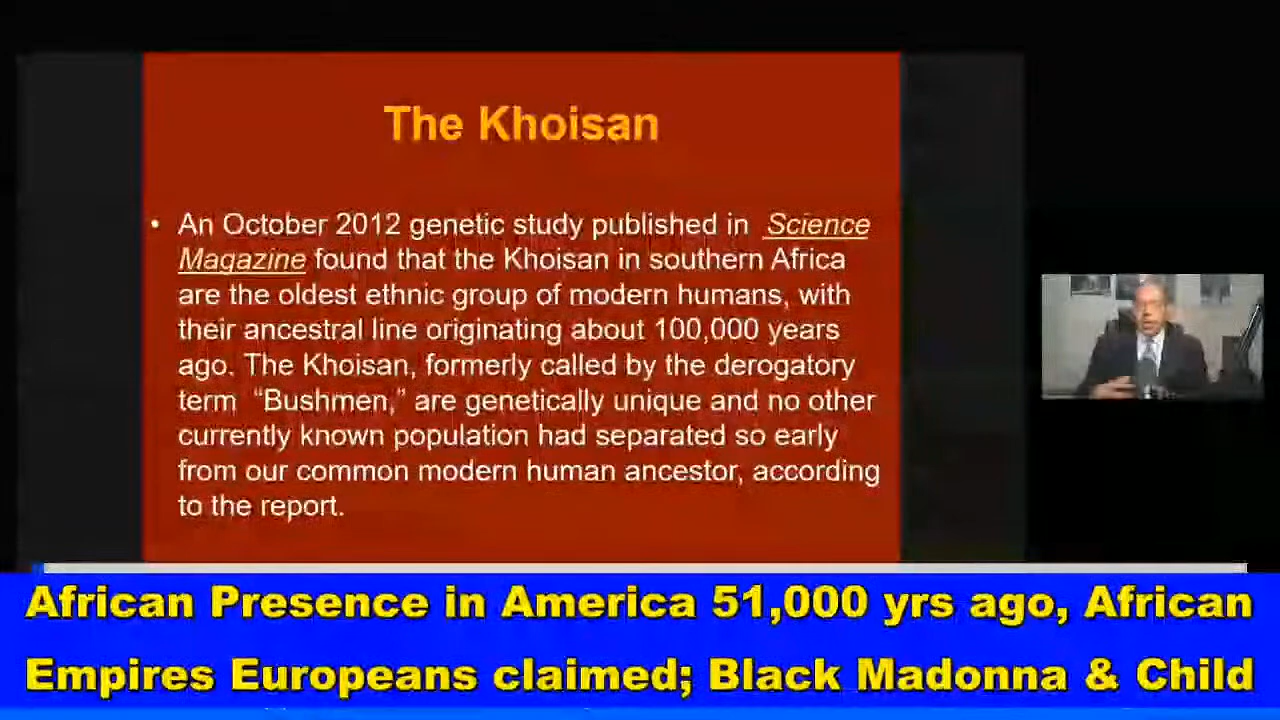 The Khoisan
• An October 2012 genetic study published in Science
Magazine found that the Khoisan in southern Africa
are the oldest ethnic group of modern humans, with
their ancestral line originating about 100,000 years
ago. The Khoisan, formerly called by the derogatory
term “Bushmen,” are genetically unique and no other
currently known population had separated so early
from our common modern human ancestor, according
to the report.
African Presence in America 51,000 yrs ago, African
Empires Europeans claimed; Black Madonna & Child